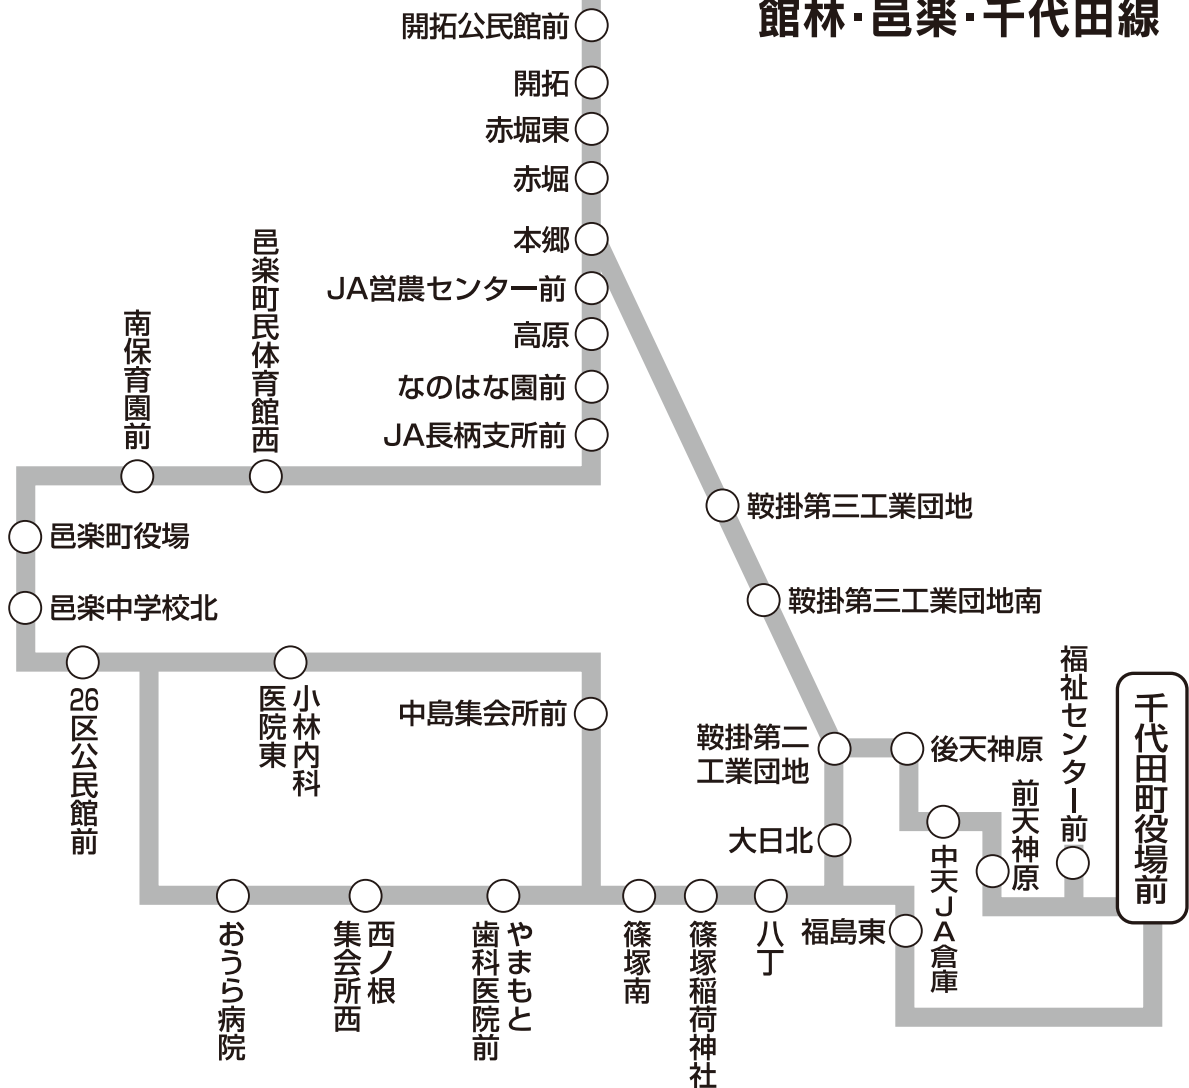 館林・邑楽・千代田線
開拓公民館前
開拓
赤堀東
赤堀
本郷
JA営農センター前
高原
なのはな園前
JA長柄支所前
邑楽町民体育館西
南保育園前
邑楽町役場
邑楽中学校北
26区公民館前
小林内科
医院東
中島集会所前
鞍掛第三工業団地
鞍掛第三工業団地南
鞍掛第二
工業団地
後天神原
大日北
中天JA倉庫
前天神原
福祉センター前
千代田町役場前
おうら病院
西ノ根
集会所西
やまもと
歯科医院前
篠塚南
篠塚稲荷神社
八丁
福島東